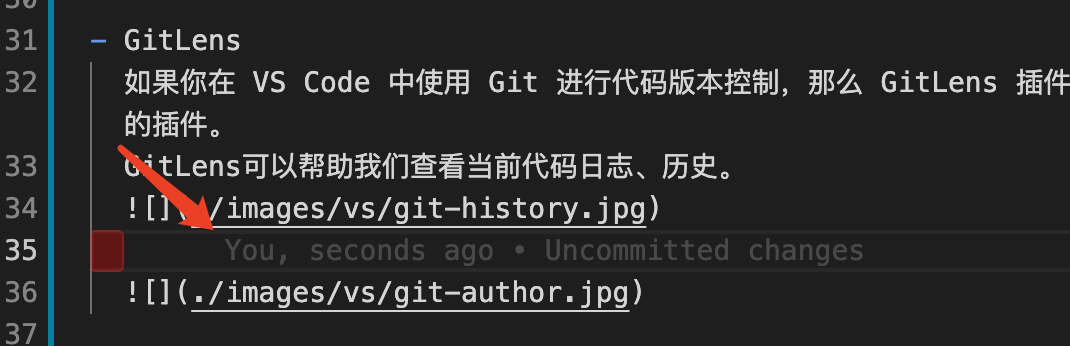 30
31 - GitLens
32 如果你在 VS Code 中使用 Git 进行代码版本控制，那么 GitLens 插件
的插件。
33 GitLens可以帮助我们查看当前代码日志、历史。
34 ![](./images/vs/git-history.jpg)
35 You, seconds ago • Uncommitted changes
36 ![](./images/vs/git-author.jpg)
37